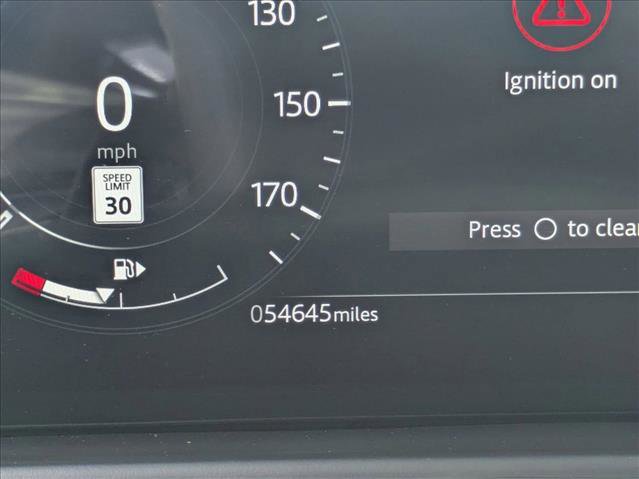 130
0
mph
SPEED
LIMIT
30
150
170
Ignition on
Press to clear
054645miles